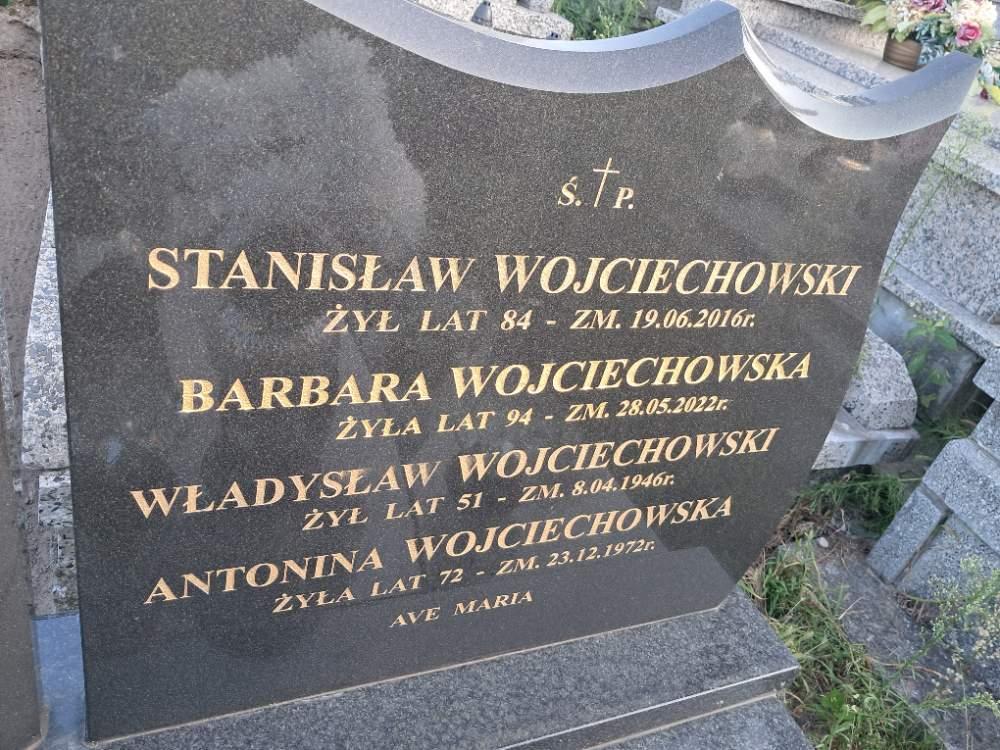 Ś. P.
STANISŁAW WOJCIECHOWSKI
ŻYŁ LAT 84 - ZM. 19.06.2016r.
BARBARA WOJCIECHOWSKA
ŻYŁA LAT 94 - ZM. 28.05.2022r.
WŁADYSŁAW WOJCIECHOWSKI
ŻYŁ LAT 51 - ZM. 8.04.1946r.
ANTONINA WOJCIECHOWSKA
ŻYŁA LAT 72 - ZM. 23.12.1972r.
AVE MARIA